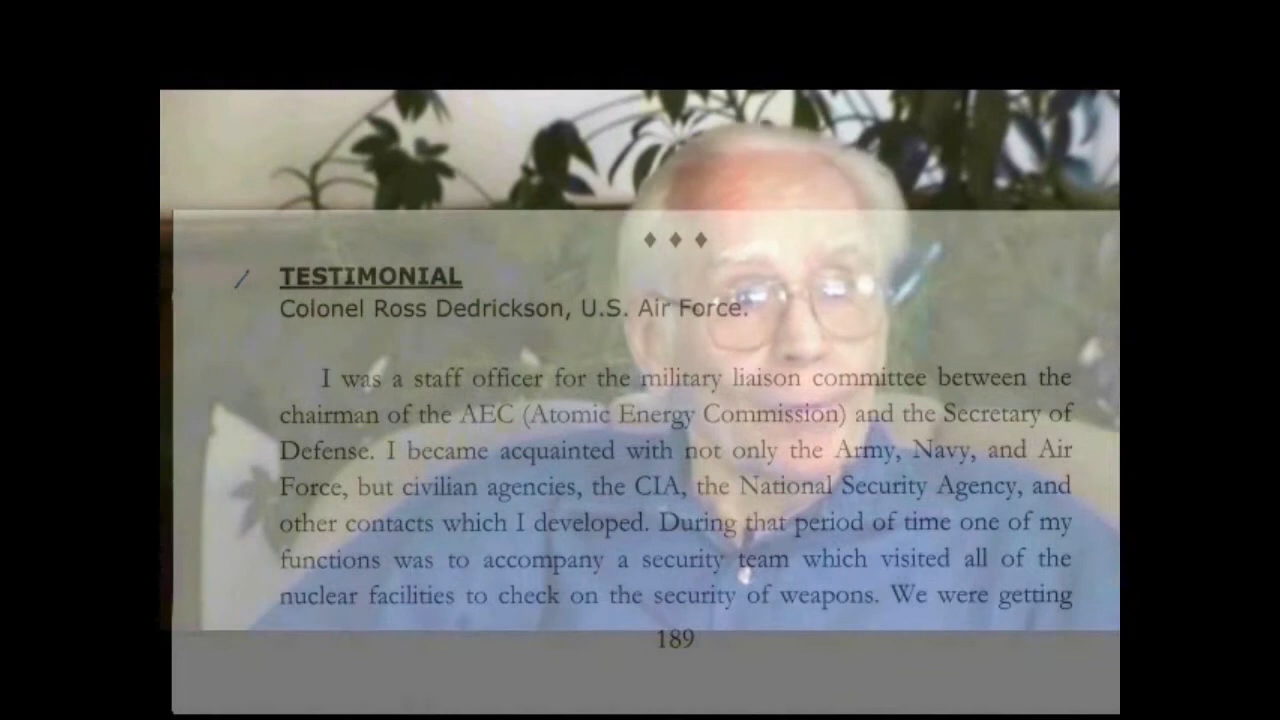 ♦ ♦ ♦
TESTIMONIAL
Colonel Ross Dedrickson, U.S. Air Force.
I was a staff officer for the military liaison committee between the
chairman of the AEC (Atomic Energy Commission) and the Secretary of
Defense. I became acquainted with not only the Army, Navy, and Air
Force, but civilian agencies, the CIA, the National Security Agency, and
other contacts which I developed. During that period of time one of my
functions was to accompany a security team which visited all of the
nuclear facilities to check on the security of weapons. We were getting
189